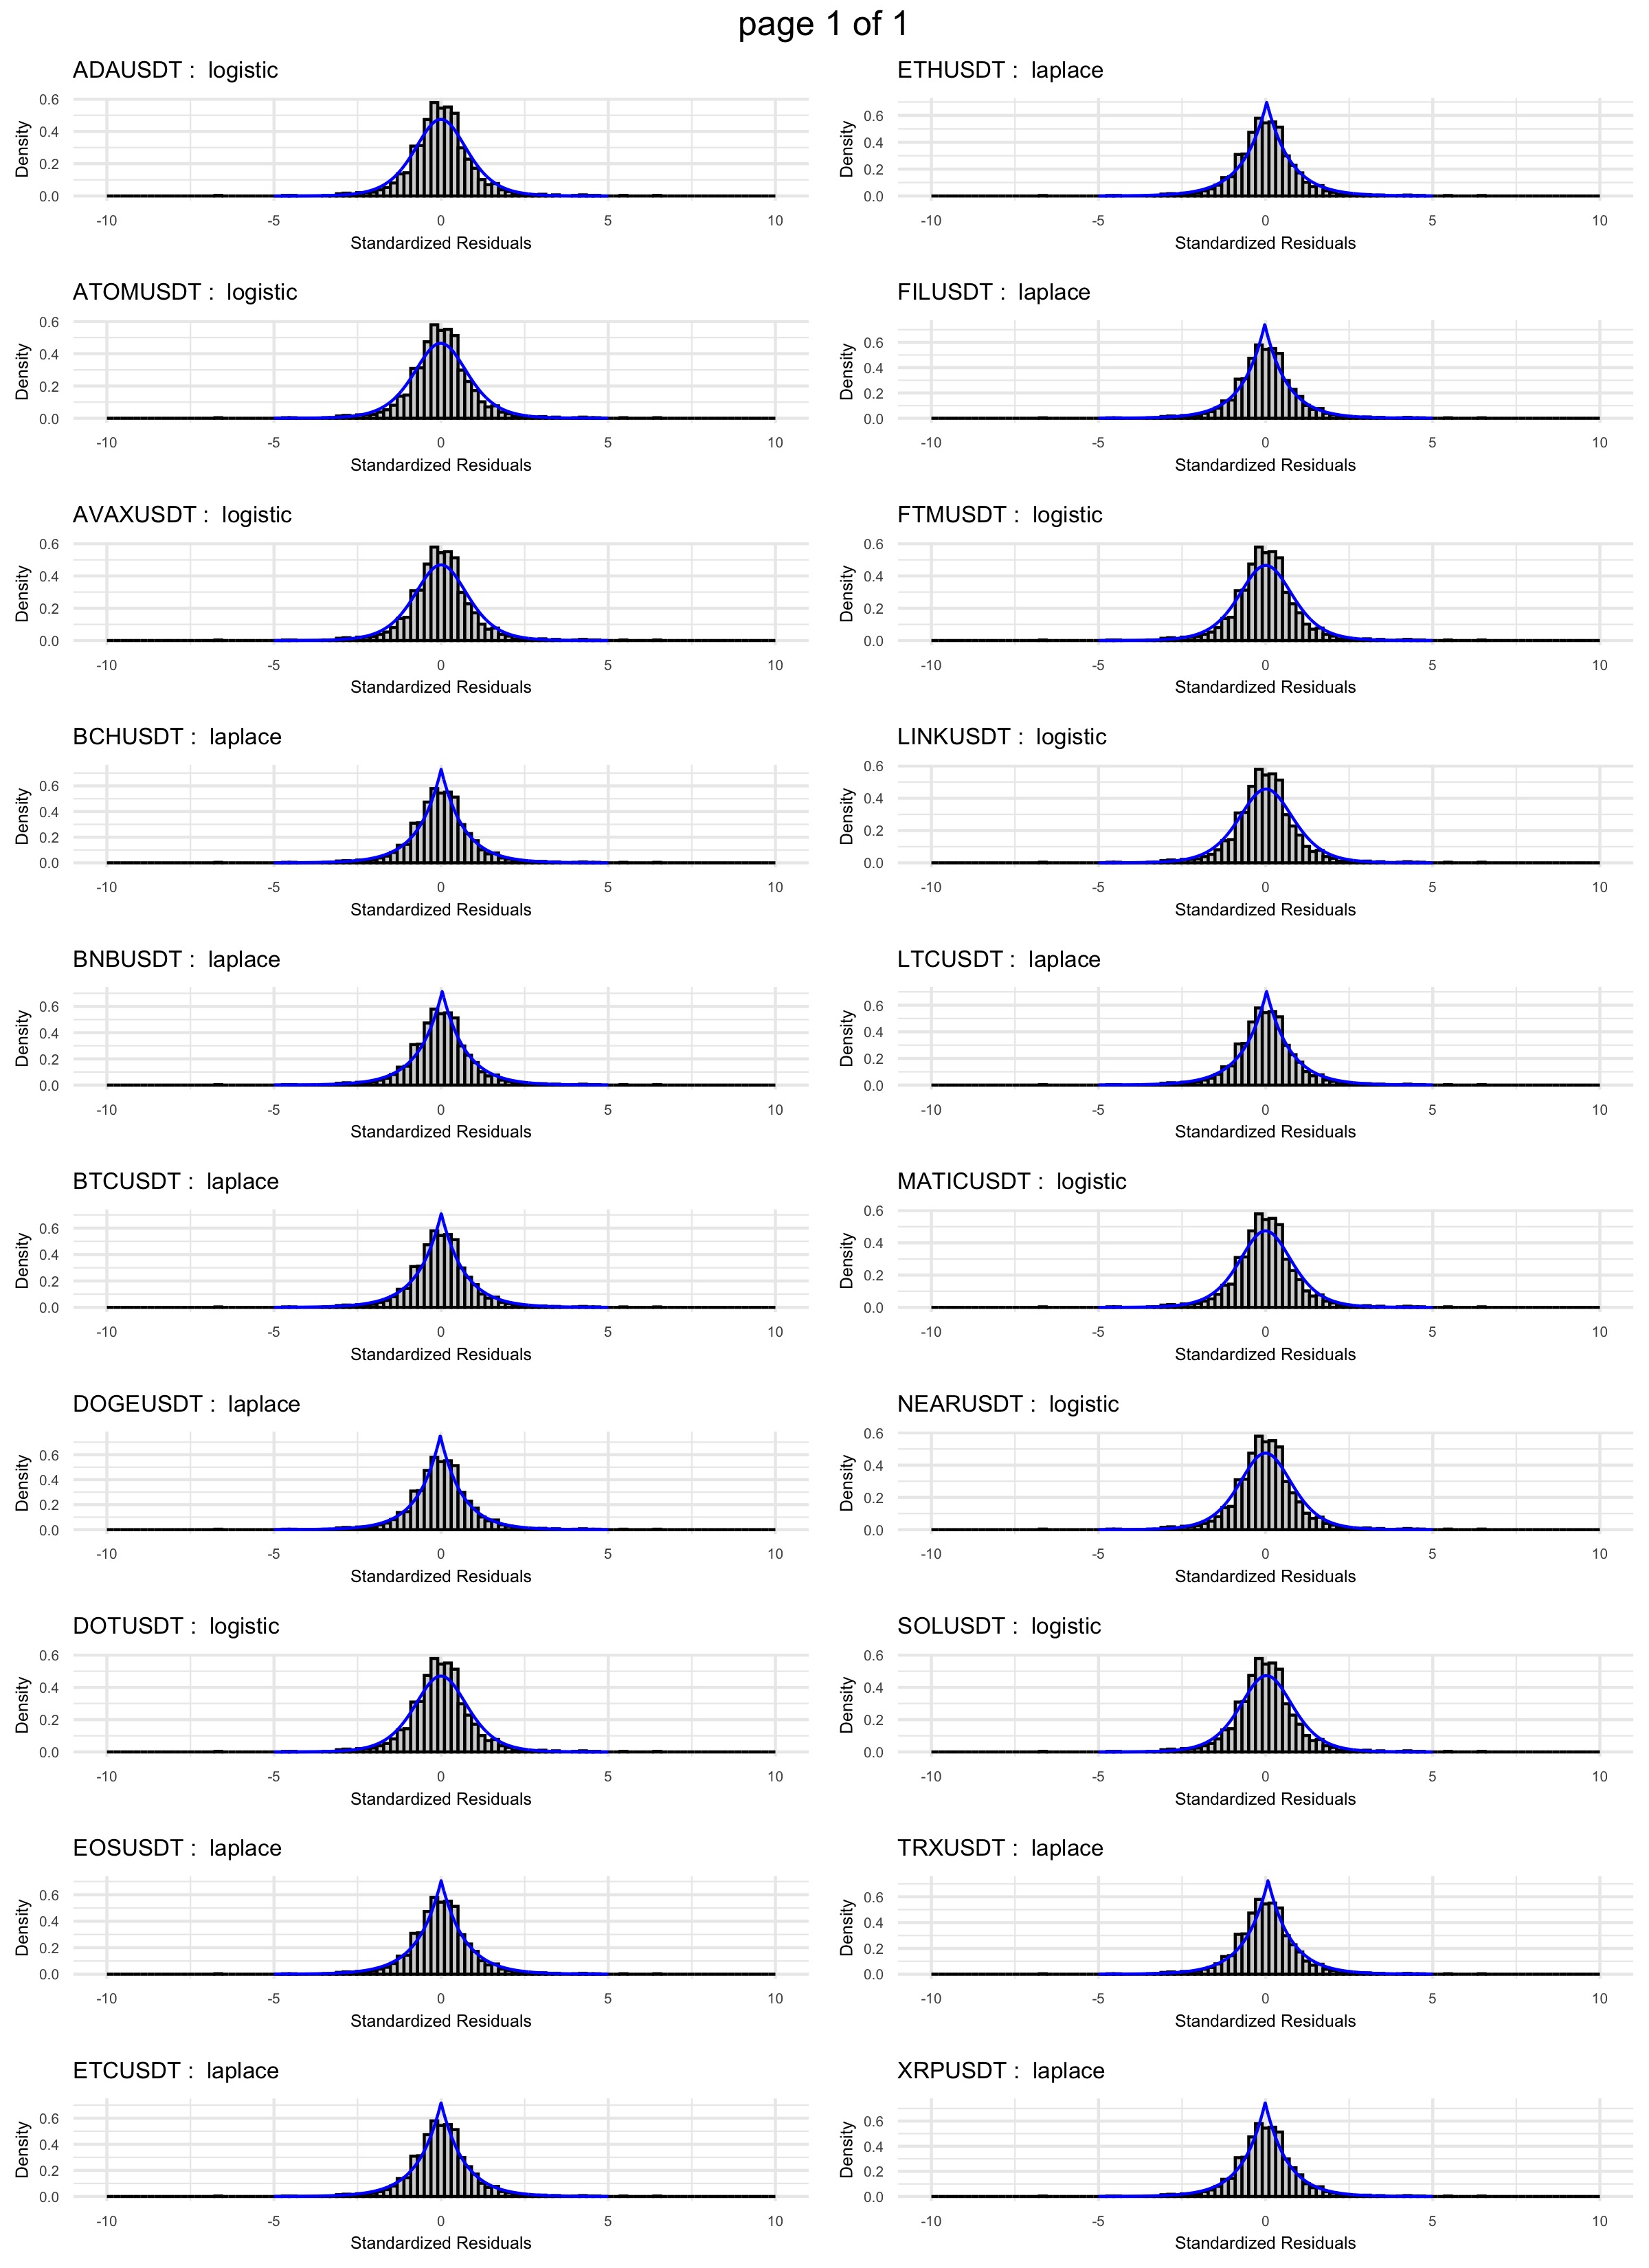 page 1 of 1
ADAUSDT : logistic
Density
0.6
0.4
0.2
0.0
-10 -5 0 5 10
Standardized Residuals
ETHUSDT : laplace
Density
0.6
0.4
0.2
0.0
-10 -5 0 5 10
Standardized Residuals
ATOMUSDT : logistic
Density
0.6
0.4
0.2
0.0
-10 -5 0 5 10
Standardized Residuals
FILUSDT : laplace
Density
0.6
0.4
0.2
0.0
-10 -5 0 5 10
Standardized Residuals
AVAXUSDT : logistic
Density
0.6
0.4
0.2
0.0
-10 -5 0 5 10
Standardized Residuals
FTMUSDT : logistic
Density
0.6
0.4
0.2
0.0
-10 -5 0 5 10
Standardized Residuals
BCHUSDT : laplace
Density
0.6
0.4
0.2
0.0
-10 -5 0 5 10
Standardized Residuals
LINKUSDT : logistic
Density
0.6
0.4
0.2
0.0
-10 -5 0 5 10
Standardized Residuals
BNBUSDT : laplace
Density
0.6
0.4
0.2
0.0
-10 -5 0 5 10
Standardized Residuals
LTCUSDT : laplace
Density
0.6
0.4
0.2
0.0
-10 -5 0 5 10
Standardized Residuals
BTCUSDT : laplace
Density
0.6
0.4
0.2
0.0
-10 -5 0 5 10
Standardized Residuals
MATICUSDT : logistic
Density
0.6
0.4
0.2
0.0
-10 -5 0 5 10
Standardized Residuals
DOGEUSDT : laplace
Density
0.6
0.4
0.2
0.0
-10 -5 0 5 10
Standardized Residuals
NEARUSDT : logistic
Density
0.6
0.4
0.2
0.0
-10 -5 0 5 10
Standardized Residuals
DOTUSDT : logistic
Density
0.6
0.4
0.2
0.0
-10 -5 0 5 10
Standardized Residuals
SOLUSDT : logistic
Density
0.6
0.4
0.2
0.0
-10 -5 0 5 10
Standardized Residuals
EOSUSDT : laplace
Density
0.6
0.4
0.2
0.0
-10 -5 0 5 10
Standardized Residuals
TRXUSDT : laplace
Density
0.6
0.4
0.2
0.0
-10 -5 0 5 10
Standardized Residuals
ETCUSDT : laplace
Density
0.6
0.4
0.2
0.0
-10 -5 0 5 10
Standardized Residuals
XRPUSDT : laplace
Density
0.6
0.4
0.2
0.0
-10 -5 0 5 10
Standardized Residuals